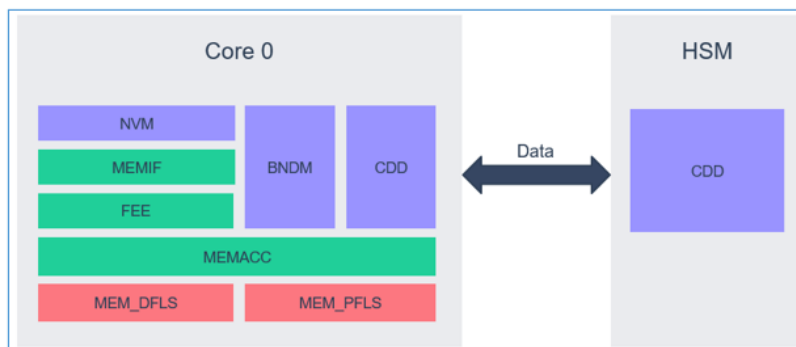 Core 0
HSM
NVM
MEMIF
FEE
BNDM
CDD
MEMACC
MEM_DFLS
MEM_PFLS
Data
CDD